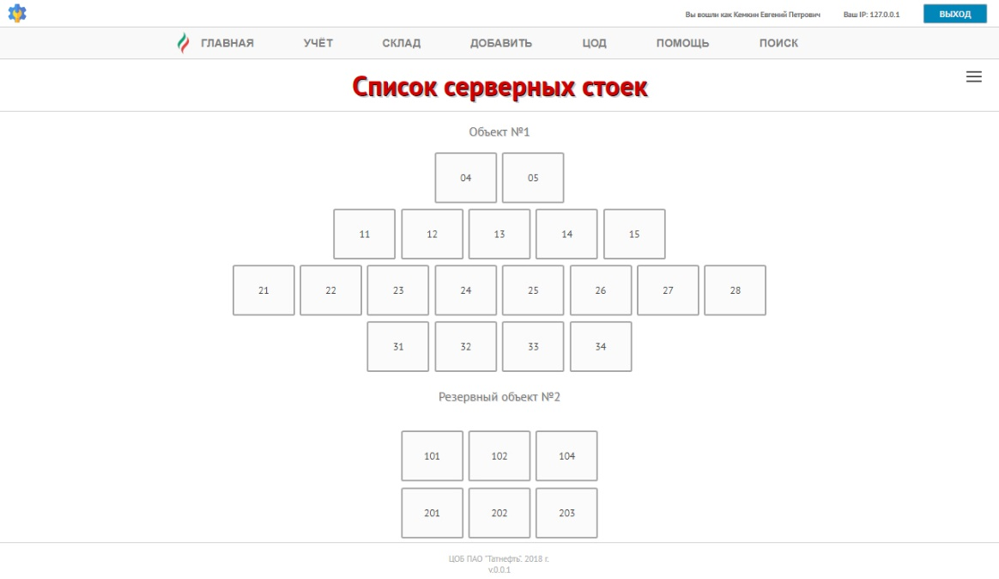 Вы вошли как Кемкин Евгений Петрович Ваш IP: 127.0.0.1 ВЫХОД
ГЛАВНАЯ УЧЁТ СКЛАД ДОБАВИТЬ ЦОД ПОМОЩЬ ПОИСК
Список серверных стоек
Объект №1
04 05
11 12 13 14 15
21 22 23 24 25 26 27 28
31 32 33 34
Резервный объект №2
101 102 104
201 202 203
ЦОБ ПАО "Татнефть". 2018 г.
v.0.0.1